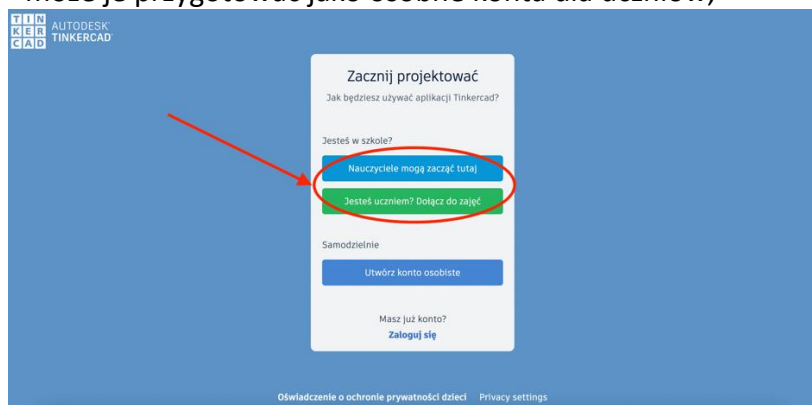 może je przygotować jako osobne konta dla uczniów)
TIN
KER
CAD
AUTODESK
TINKERCAD
Zacznij projektować
Jak będziesz używać aplikacji Tinkercad?
Jesteś w szkole?
Nauczyciele mogą zacząć tutaj
Jesteś uczniem? Dołącz do zajęć
Samodzielnie
Utwórz konto osobiste
Masz już konto?
Zaloguj się
Oświadczenie o ochronie prywatności dzieci Privacy settings